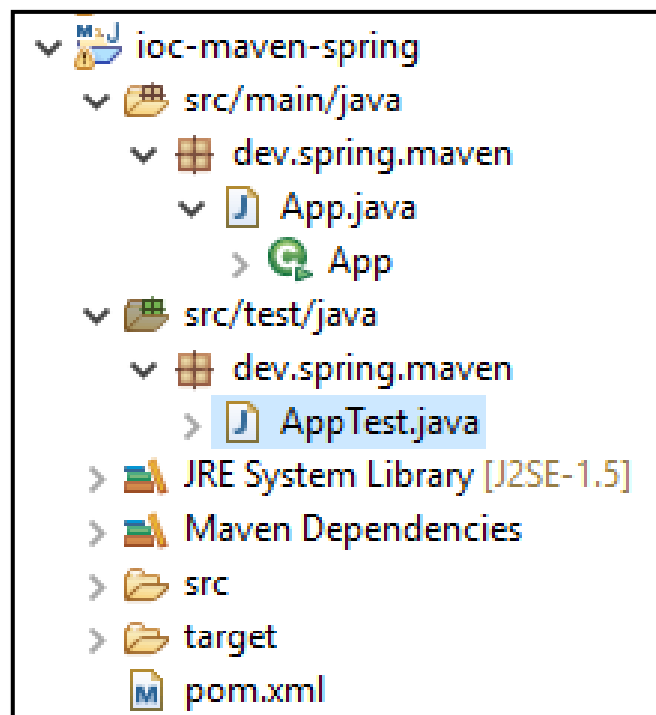 ioc-maven-spring
src/main/java
dev.spring.maven
App.java
App
src/test/java
dev.spring.maven
AppTest.java
JRE System Library [J2SE-1.5]
Maven Dependencies
src
target
pom.xml